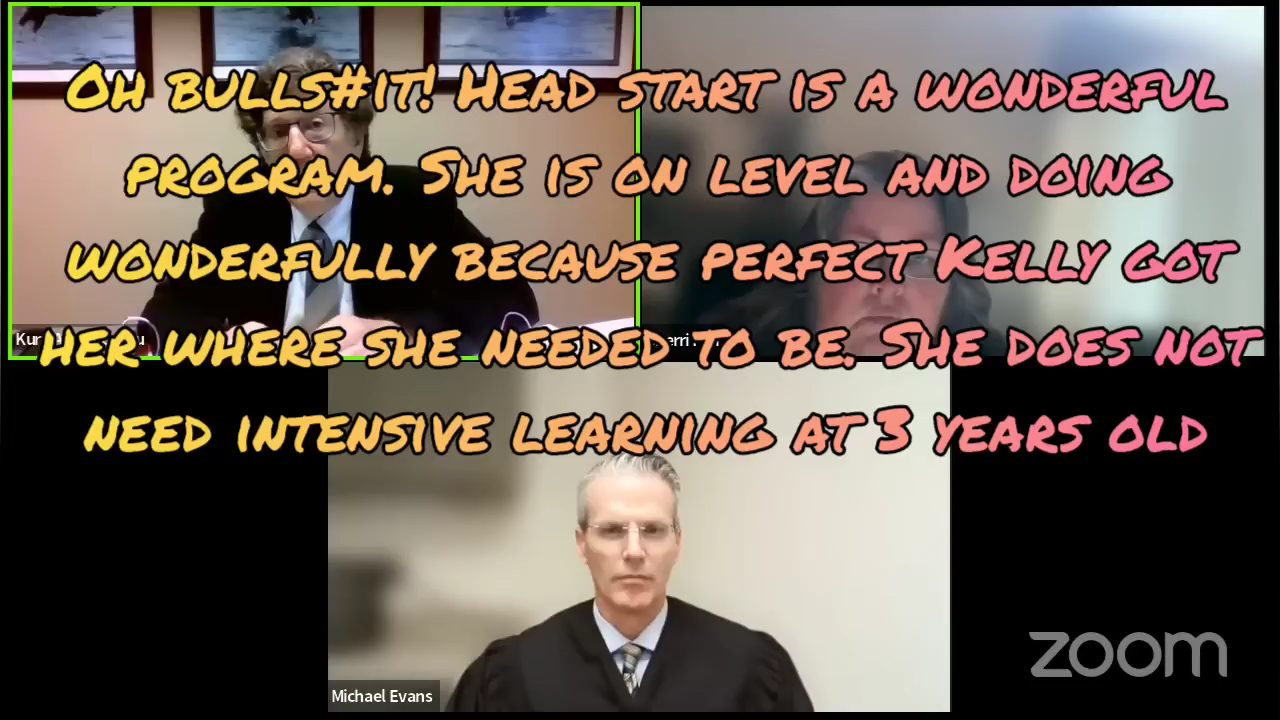 Oh bulls#it! Head start is a wonderful
program. She is on level and doing
wonderfully because perfect Kelly got
her where she needed to be. She does not
need intensive learning at 3 years old
Michael Evans
zoom